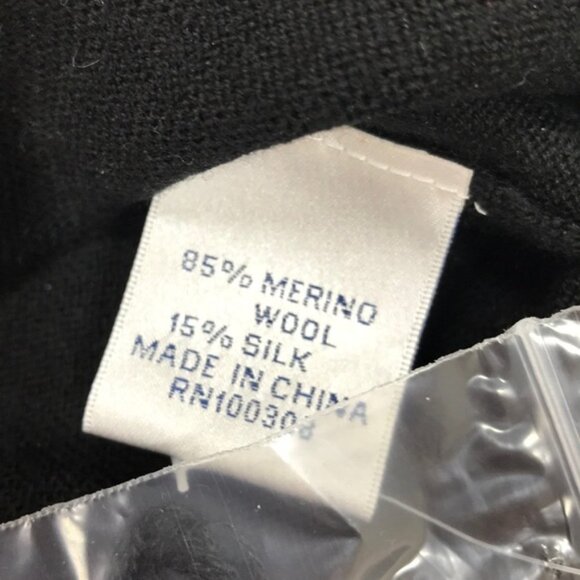 85% MERINO
WOOL
15% SILK
MADE IN CHINA
RN100308